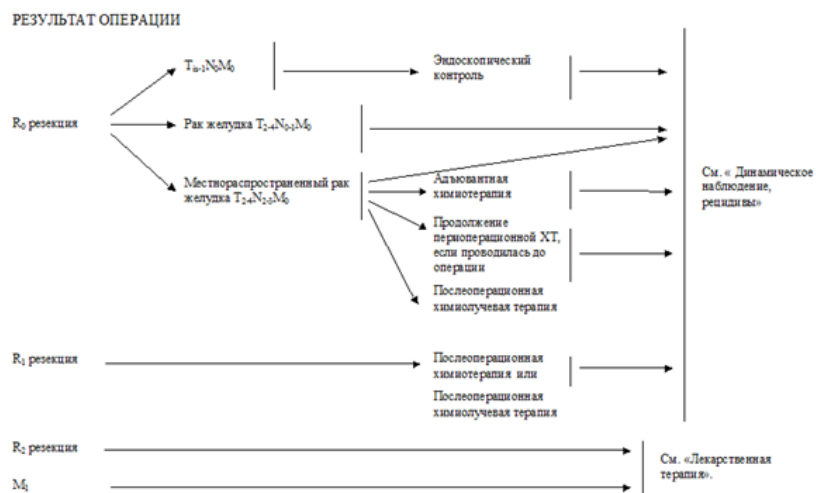 РЕЗУЛЬТАТ ОПЕРАЦИИ
Tis-1N0M0
Эндоскопический
контроль
R0 резекция
Рак желудка T2-4N0-1M0
Местнораспространенный рак
желудка T2-4N2-3M0
Адъювантная
химиотерапия
См. « Динамическое
наблюдение,
рецидивы»
Продолжение
периоперационной ХТ,
если проводилась до
операции
Послеоперационная
химиолучевая терапия
R1 резекция
Послеоперационная
химиотерапия или
Послеоперационная
химиолучевая терапия
R2 резекция
См. «Лекарственная
терапия».
M1